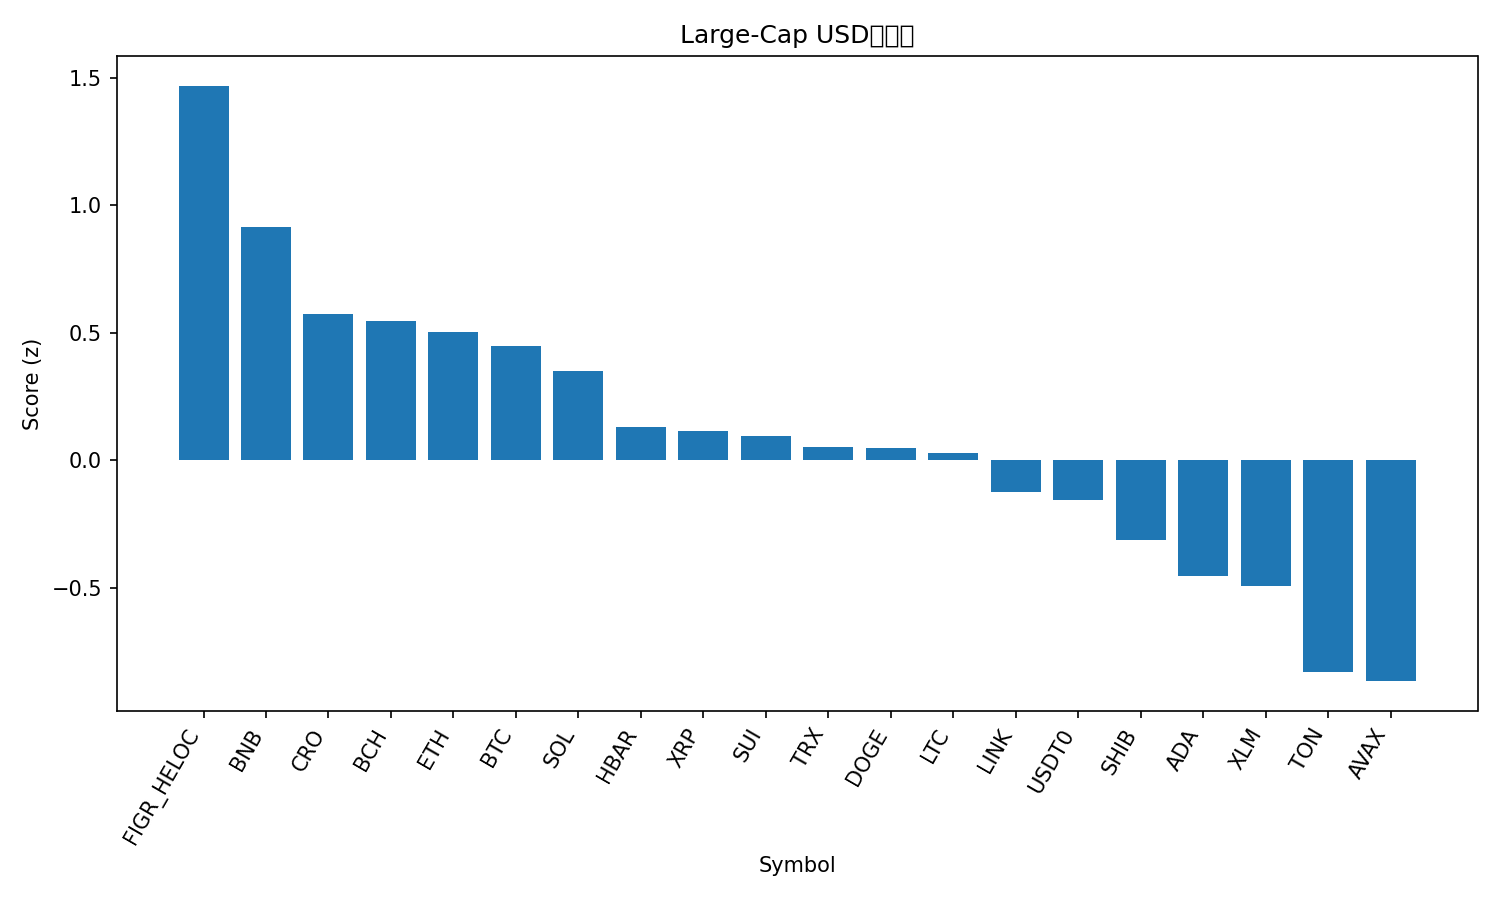 Large-Cap USD
Score (z)
1.5
1.0
0.5
0.0
−0.5
FIGR_HELOC
BNB
CRO
BCH
ETH
BTC
SOL
HBAR
XRP
SUI
TRX
DOGE
LTC
LINK
USDT0
SHIB
ADA
XLM
TON
AVAX
Symbol